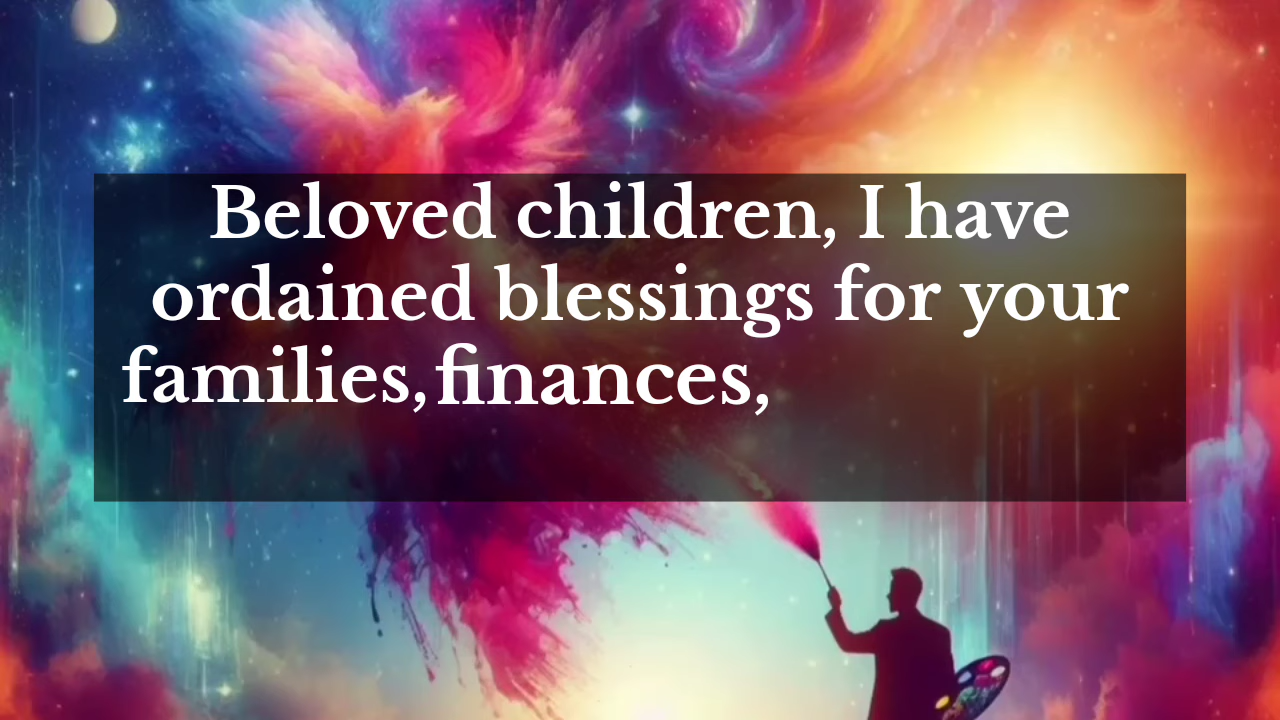 Beloved children, I have
ordained blessings for your
families, finances,